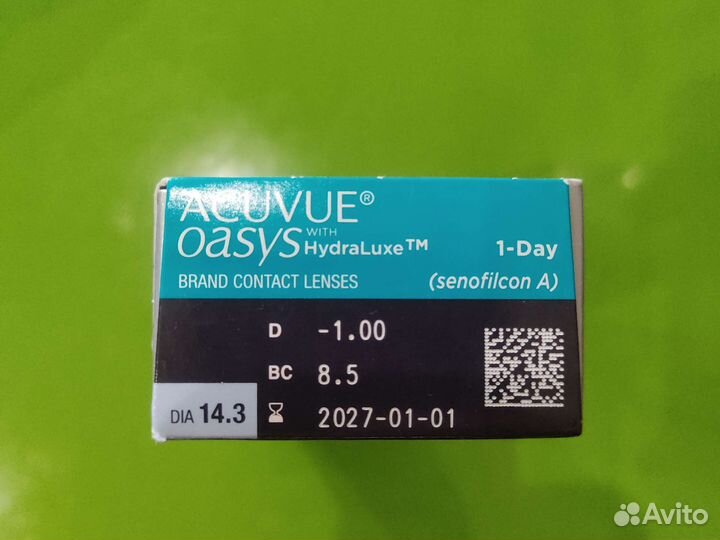 ACUVUE®
OASYS WITH HydraLuxe™ 1-Day
BRAND CONTACT LENSES (senofilcon A)
D -1.00
BC 8.5
DIA 14.3 2027-01-01
Avito